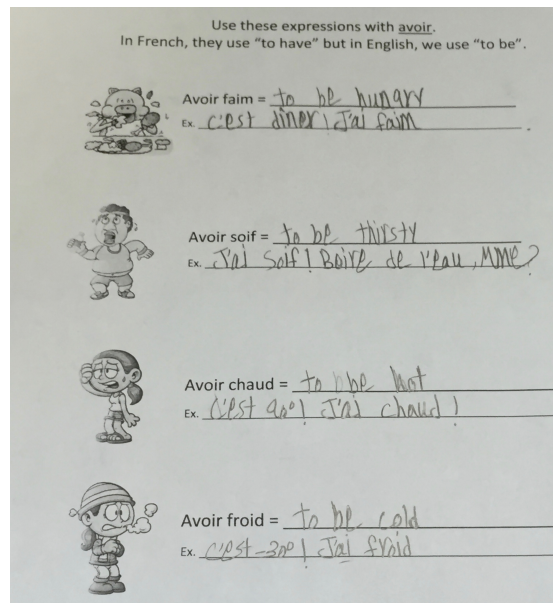 Use these expressions with avoir.
In French, they use "to have" but in English, we use "to be".
Avoir faim = to be hungry
Ex. c'est dîner! J'ai faim
Avoir soif = to be thirsty
Ex. J'ai soif! Boire de l'eau, Mme?
Avoir chaud = to be hot
Ex. C'est 40°! J'ai chaud!
Avoir froid = to be cold
Ex. c'est -30°! J'ai froid